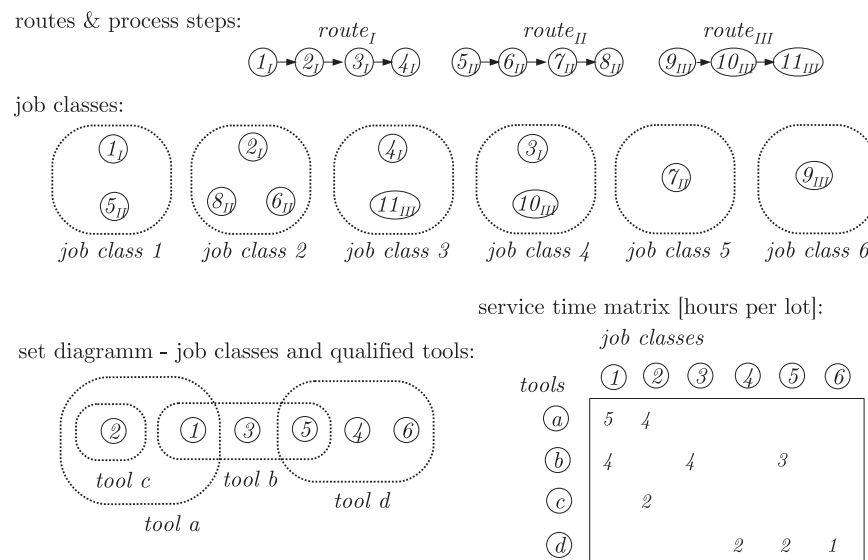 routes & process steps:
route_I route_II route_III
1_I 2_I 3_I 4_I 5_II 6_II 7_II 8_II 9_III 10_III 11_III
job classes:
1_I 2_I 4_I 3_I 7_II 9_III
5_II 8_II 6_II 11_III 10_III
job class 1 job class 2 job class 3 job class 4 job class 5 job class 6
service time matrix [hours per lot]:
job classes
set diagramm - job classes and qualified tools:
tools 1 2 3 4 5 6
2 1 3 5 4 6
tool c tool b tool d
tool a
a 5 4
b 4 4 3
c 2
d 2 2 1